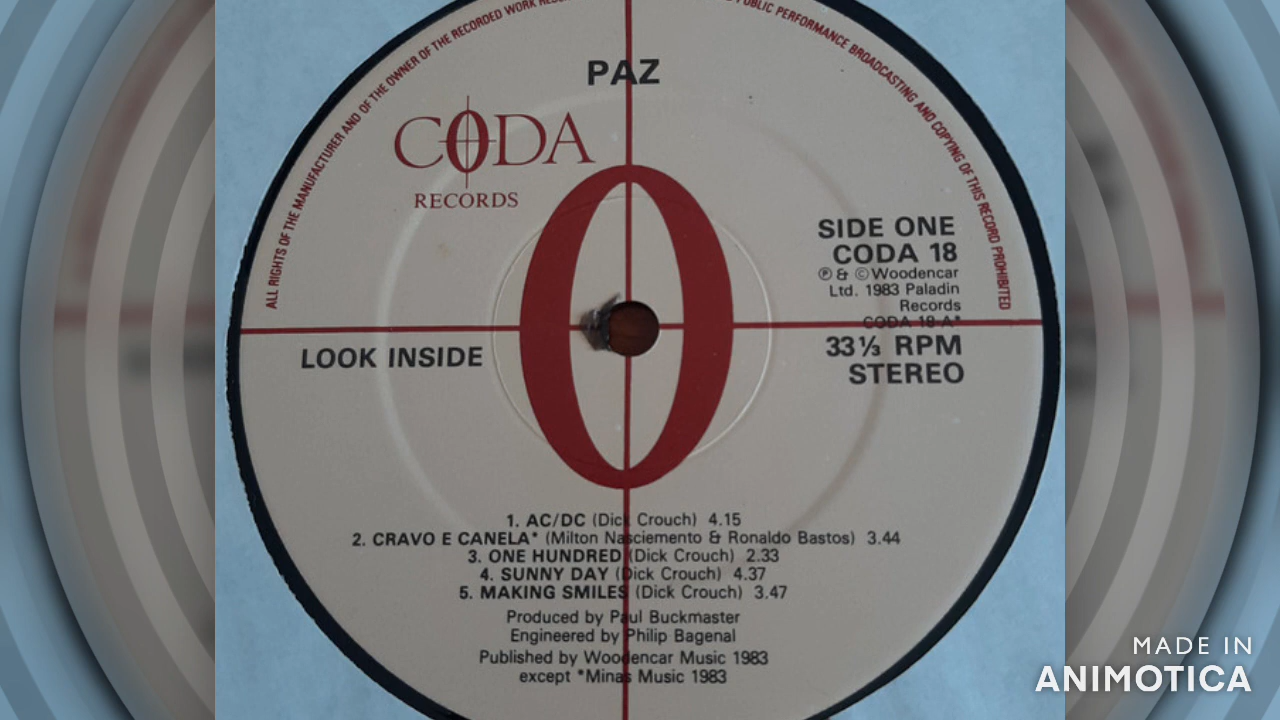 ALL RIGHTS OF THE MANUFACTURER AND OF THE OWNER OF THE RECORDED WORK
PUBLIC PERFORMANCE BROADCASTING AND COPYING OF THIS RECORD PROHIBITED
PAZ
CODA
RECORDS
SIDE ONE
CODA 18
℗ & © Woodencar
Ltd. 1983 Paladin
Records
CODA 18 A*
LOOK INSIDE
33⅓ RPM
STEREO
1. AC/DC (Dick Crouch) 4.15
2. CRAVO E CANELA* (Milton Nasciemento & Ronaldo Bastos) 3.44
3. ONE HUNDRED (Dick Crouch) 2.33
4. SUNNY DAY (Dick Crouch) 4.37
5. MAKING SMILES (Dick Crouch) 3.47
Produced by Paul Buckmaster
Engineered by Philip Bagenal
Published by Woodencar Music 1983
except *Minas Music 1983
MADE IN
ANIMOTICA